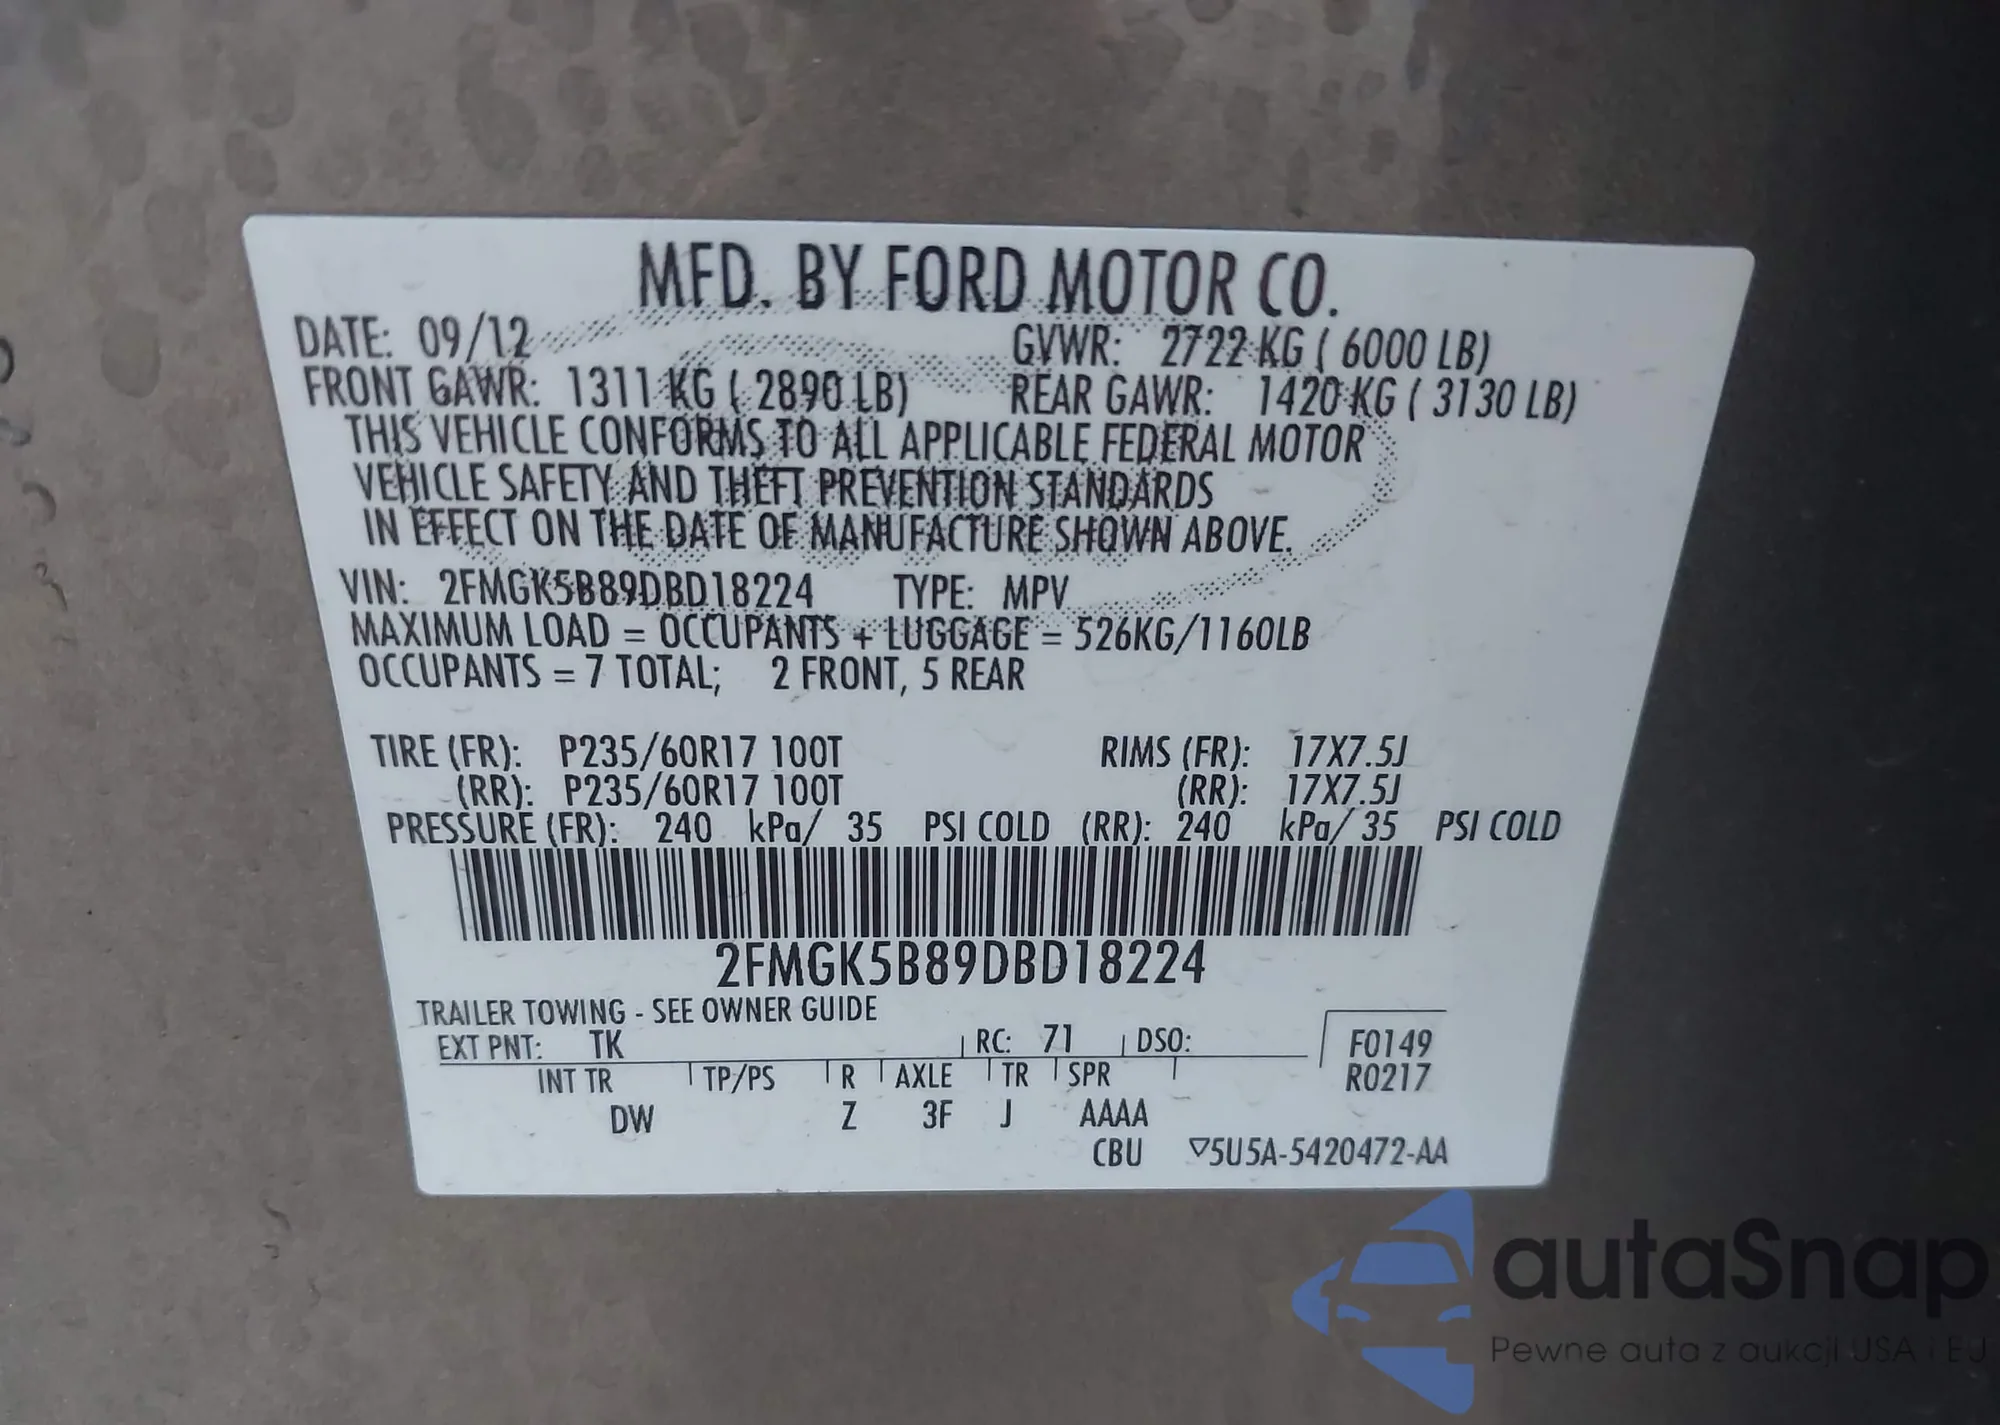 MFD. BY FORD MOTOR CO.
DATE: 09/12 GVWR: 2722 KG ( 6000 LB)
FRONT GAWR: 1311 KG ( 2890 LB) REAR GAWR: 1420 KG ( 3130 LB)
THIS VEHICLE CONFORMS TO ALL APPLICABLE FEDERAL MOTOR
VEHICLE SAFETY AND THEFT PREVENTION STANDARDS
IN EFFECT ON THE DATE OF MANUFACTURE SHOWN ABOVE.
VIN: 2FMGK5B89DBD18224 TYPE: MPV
MAXIMUM LOAD = OCCUPANTS + LUGGAGE = 526KG/1160LB
OCCUPANTS = 7 TOTAL; 2 FRONT, 5 REAR
TIRE (FR): P235/60R17 100T RIMS (FR): 17X7.5J
(RR): P235/60R17 100T (RR): 17X7.5J
PRESSURE (FR): 240 kPa/ 35 PSI COLD (RR): 240 kPa/ 35 PSI COLD
2FMGK5B89DBD18224
TRAILER TOWING - SEE OWNER GUIDE
EXT PNT: TK RC: 71 DSO: F0149
INT TR TP/PS R AXLE TR SPR R0217
DW Z 3F J AAAA
CBU ▽5U5A-5420472-AA
autaSnap
Pewne auta z aukcji USA i EU